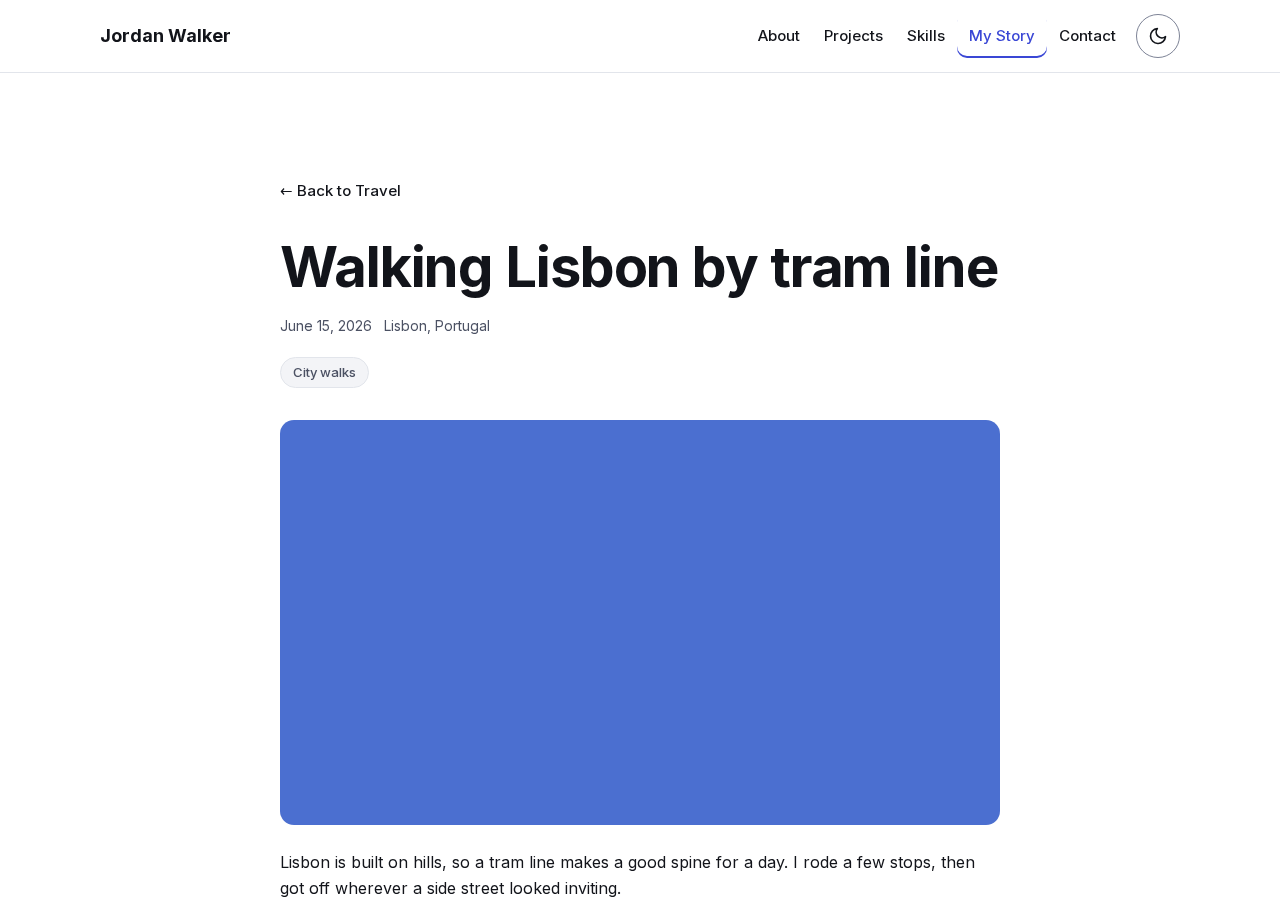 Jordan Walker
About Projects Skills My Story Contact
← Back to Travel
Walking Lisbon by tram line
June 15, 2026 Lisbon, Portugal
City walks
Lisbon is built on hills, so a tram line makes a good spine for a day. I rode a few stops, then
got off wherever a side street looked inviting.